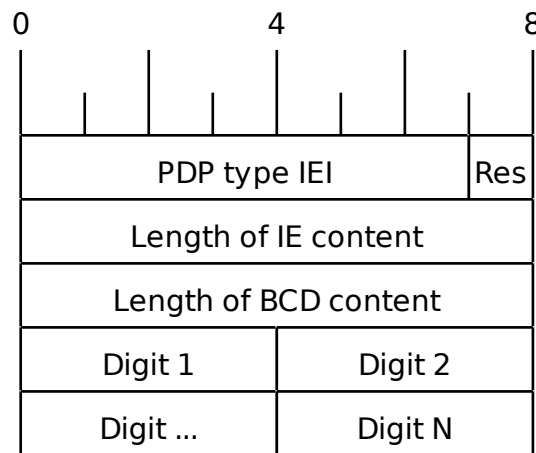 0 4 8
PDP type IEI Res
Length of IE content
Length of BCD content
Digit 1 Digit 2
Digit ... Digit N